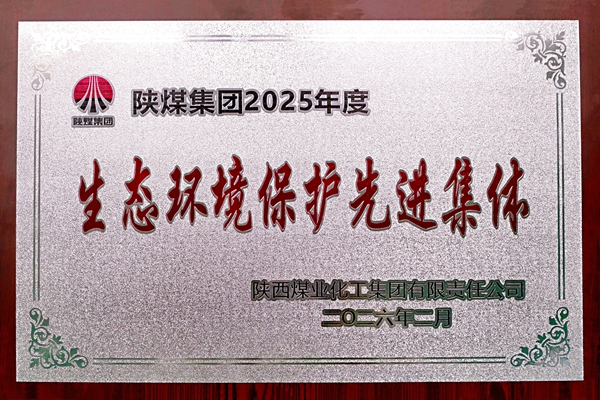 陕煤集团
陕煤集团2025年度
生态环境保护先进集体
陕西煤业化工集团有限责任公司
二〇二六年二月